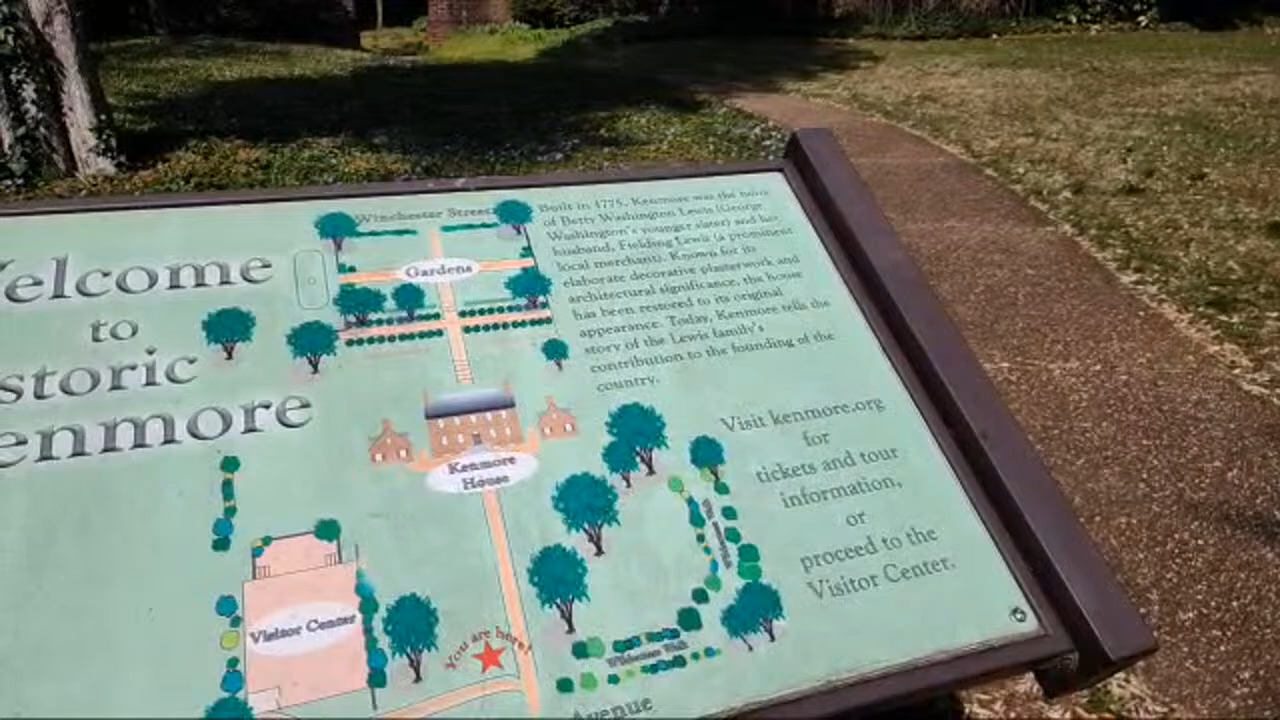 elcome
to
storic
enmore
Winchester Street
Gardens
Kenmore
House
Visitor Center
You are here!
Wilderness Walk
Avenue
Built in 1775, Kenmore was the home
of Betty Washington Lewis (George
Washington's younger sister) and her
husband, Fielding Lewis (a prominent
local merchant). Known for its
elaborate decorative plasterwork and
architectural significance, the house
has been restored to its original
appearance. Today, Kenmore tells the
story of the Lewis family's
contribution to the founding of the
country.
Visit kenmore.org
for
tickets and tour
information,
or
proceed to the
Visitor Center.